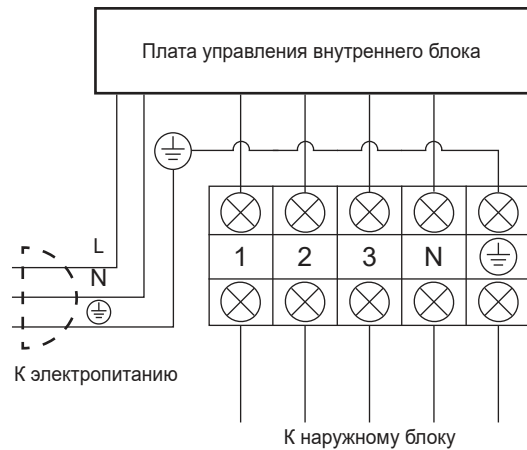 Плата управления внутреннего блока
L
N
1 2 3 N
К электропитанию
К наружному блоку